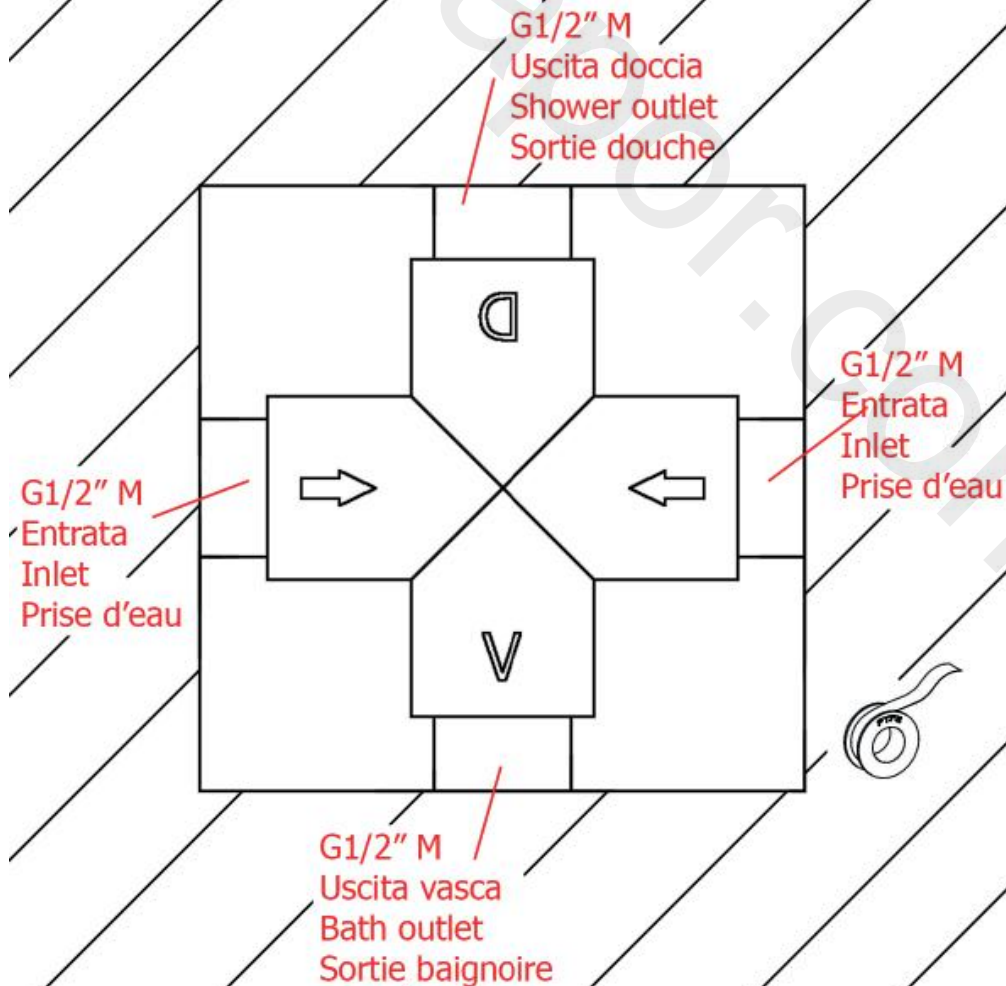 G1/2" M
Uscita doccia
Shower outlet
Sortie douche
D
G1/2" M
Entrata
Inlet
Prise d'eau
G1/2" M
Entrata
Inlet
Prise d'eau
V
PTFE
G1/2" M
Uscita vasca
Bath outlet
Sortie baignoire